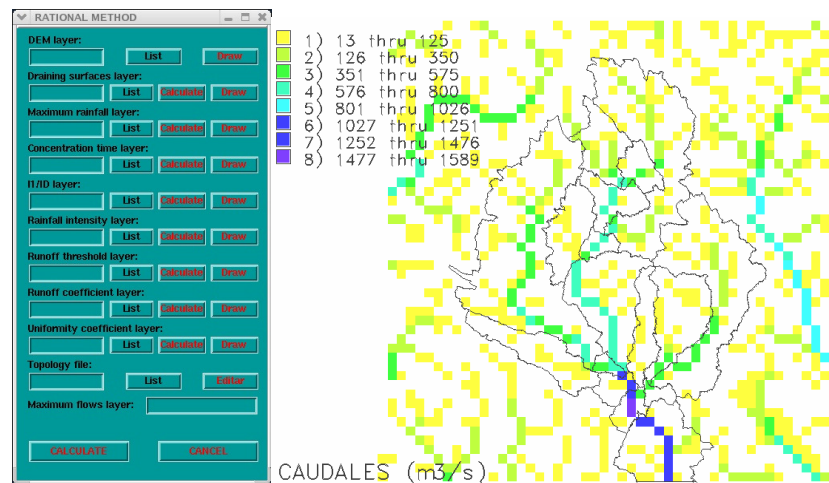 RATIONAL METHOD
DEM layer:
List Draw
Draining surfaces layer:
List Calculate Draw
Maximum rainfall layer:
List Calculate Draw
Concentration time layer:
List Calculate Draw
I1/ID layer:
List Calculate Draw
Rainfall intensity layer:
List Calculate Draw
Runoff threshold layer:
List Calculate Draw
Runoff coefficient layer:
List Calculate Draw
Uniformity coefficient layer:
List Calculate Draw
Topology file:
List Editar
Maximum flows layer:
CALCULATE CANCEL
1) 13 thru 125
2) 126 thru 350
3) 351 thru 575
4) 576 thru 800
5) 801 thru 1026
6) 1027 thru 1251
7) 1252 thru 1476
8) 1477 thru 1589
CAUDALES (m3/s)